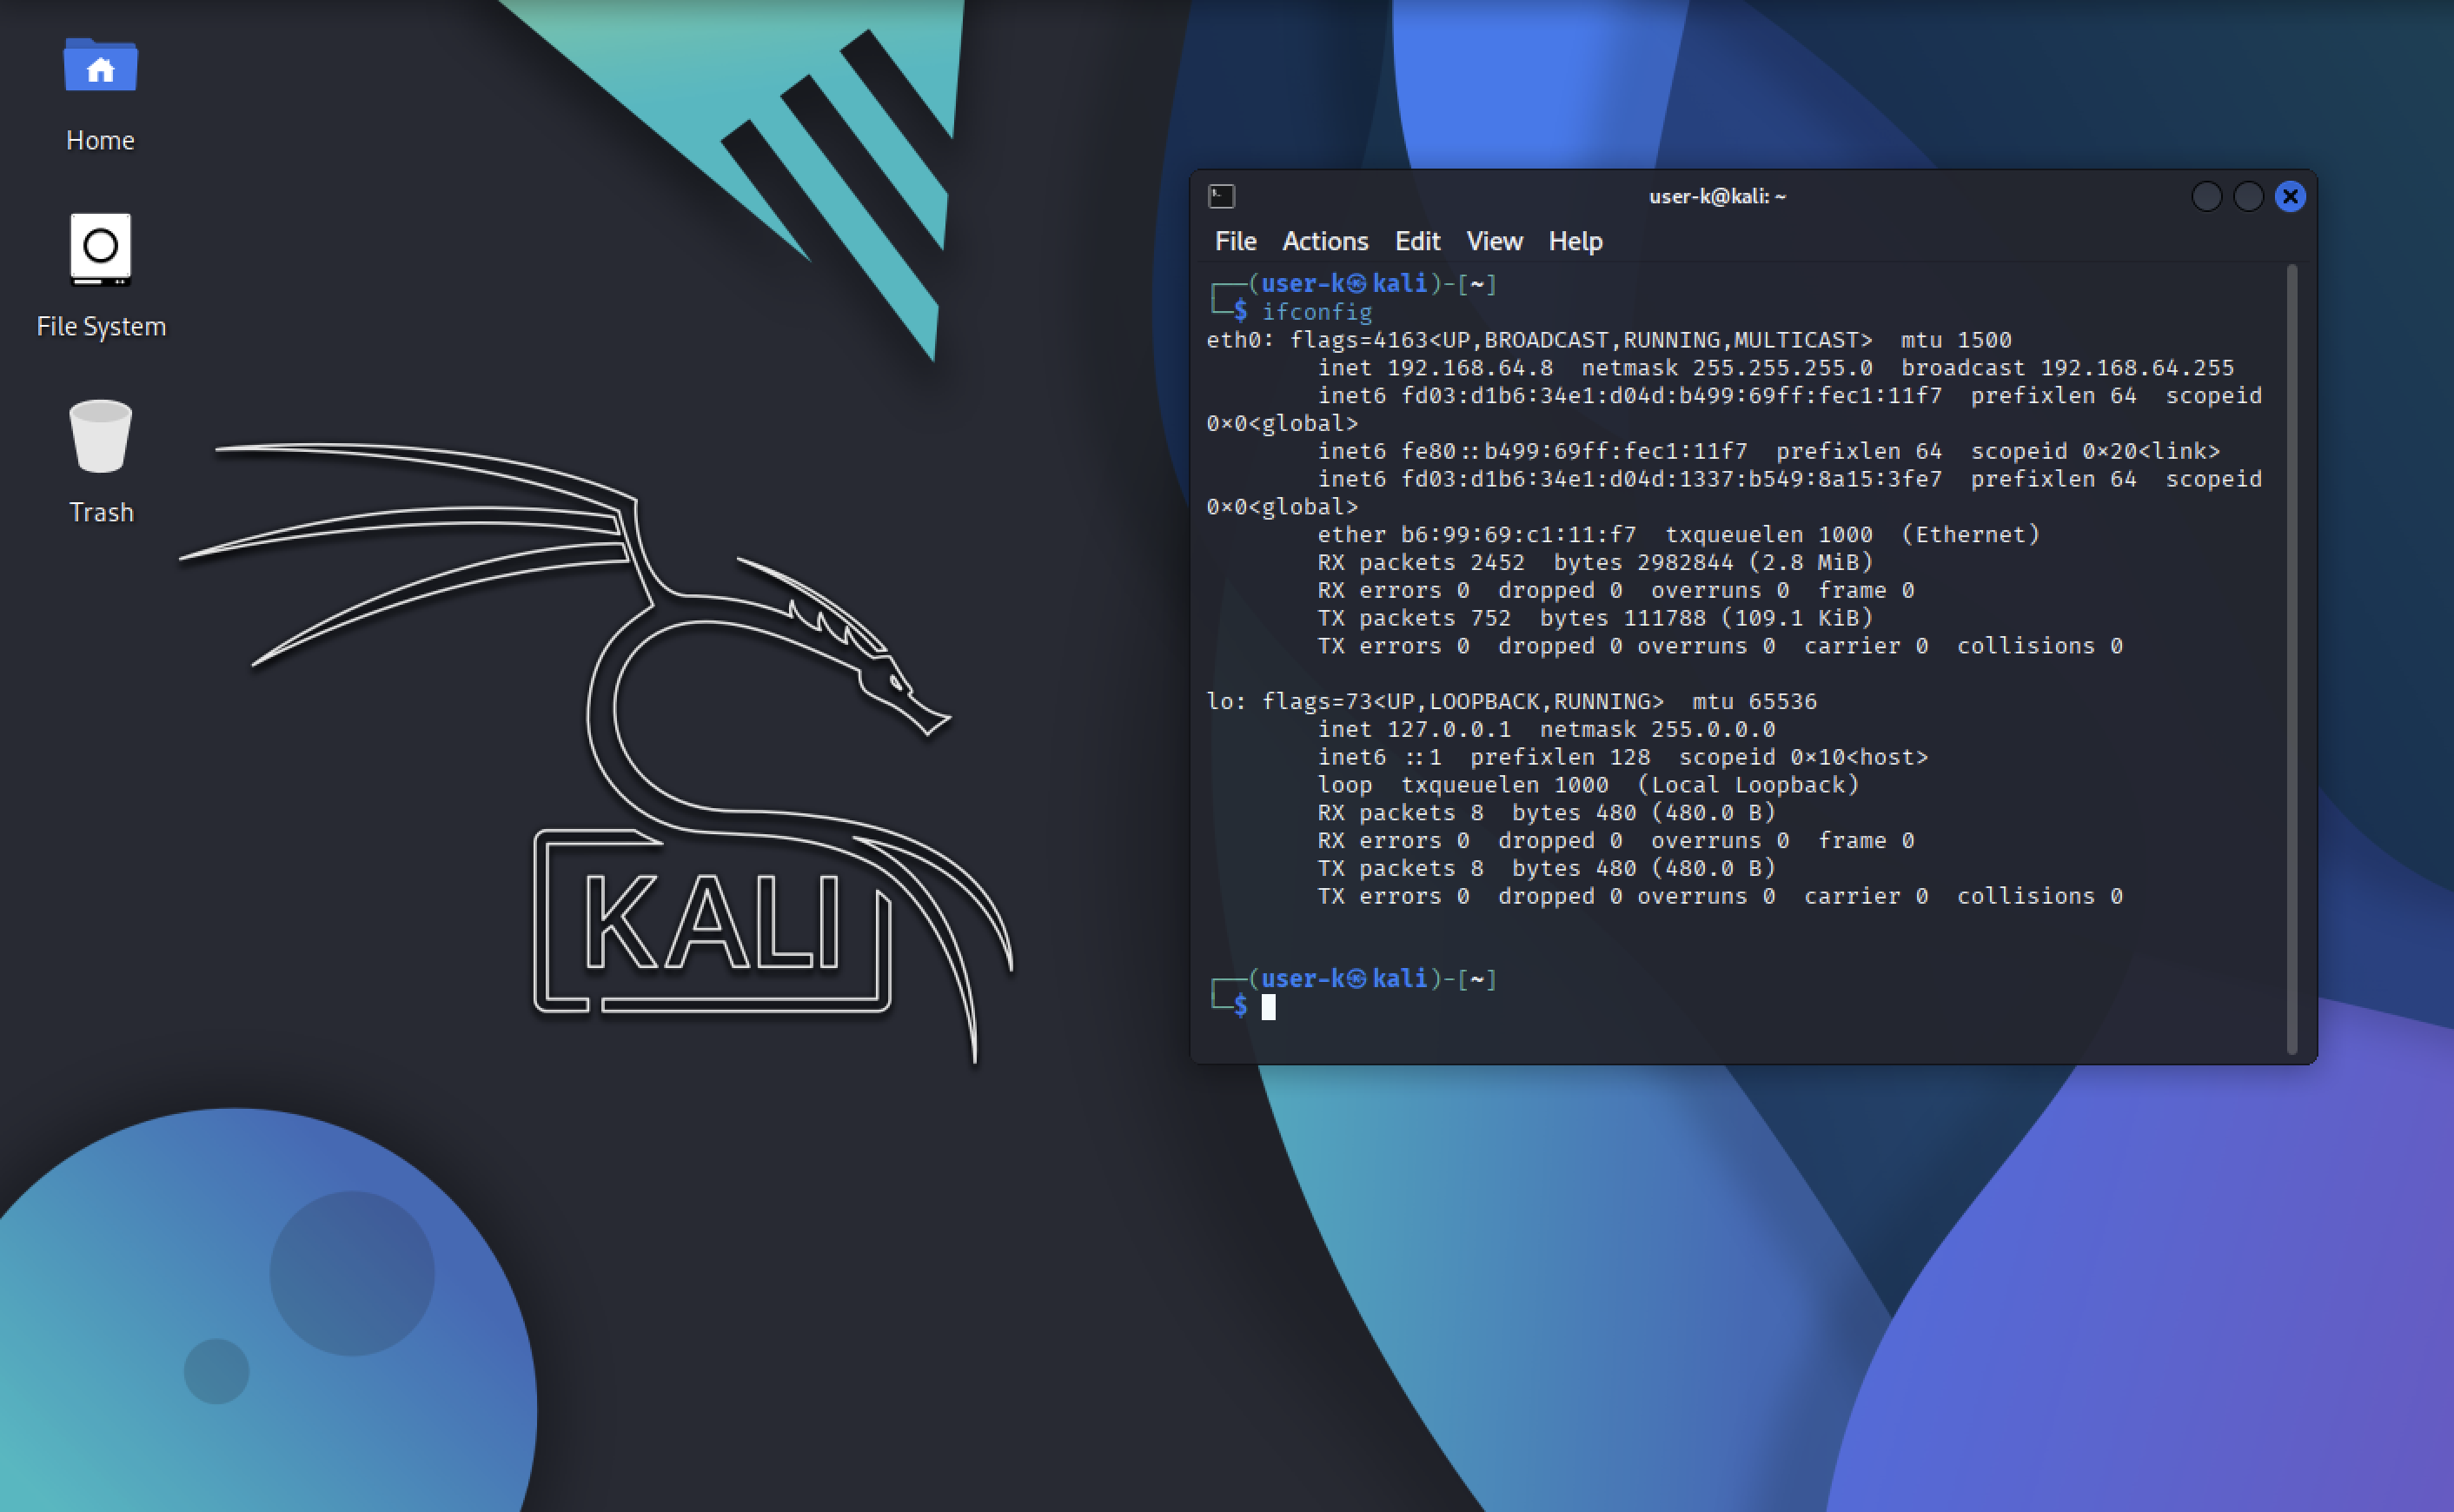 Home
File System
Trash
KALI
user-k@kali: ~
File Actions Edit View Help
┌──(user-k㉿kali)-[~]
└─$ ifconfig
eth0: flags=4163<UP,BROADCAST,RUNNING,MULTICAST>  mtu 1500
        inet 192.168.64.8  netmask 255.255.255.0  broadcast 192.168.64.255
        inet6 fd03:d1b6:34e1:d04d:b499:69ff:fec1:11f7  prefixlen 64  scopeid
0×0<global>
        inet6 fe80::b499:69ff:fec1:11f7  prefixlen 64  scopeid 0×20<link>
        inet6 fd03:d1b6:34e1:d04d:1337:b549:8a15:3fe7  prefixlen 64  scopeid
0×0<global>
        ether b6:99:69:c1:11:f7  txqueuelen 1000  (Ethernet)
        RX packets 2452  bytes 2982844 (2.8 MiB)
        RX errors 0  dropped 0  overruns 0  frame 0
        TX packets 752  bytes 111788 (109.1 KiB)
        TX errors 0  dropped 0 overruns 0  carrier 0  collisions 0

lo: flags=73<UP,LOOPBACK,RUNNING>  mtu 65536
        inet 127.0.0.1  netmask 255.0.0.0
        inet6 ::1  prefixlen 128  scopeid 0×10<host>
        loop  txqueuelen 1000  (Local Loopback)
        RX packets 8  bytes 480 (480.0 B)
        RX errors 0  dropped 0  overruns 0  frame 0
        TX packets 8  bytes 480 (480.0 B)
        TX errors 0  dropped 0 overruns 0  carrier 0  collisions 0

┌──(user-k㉿kali)-[~]
└─$